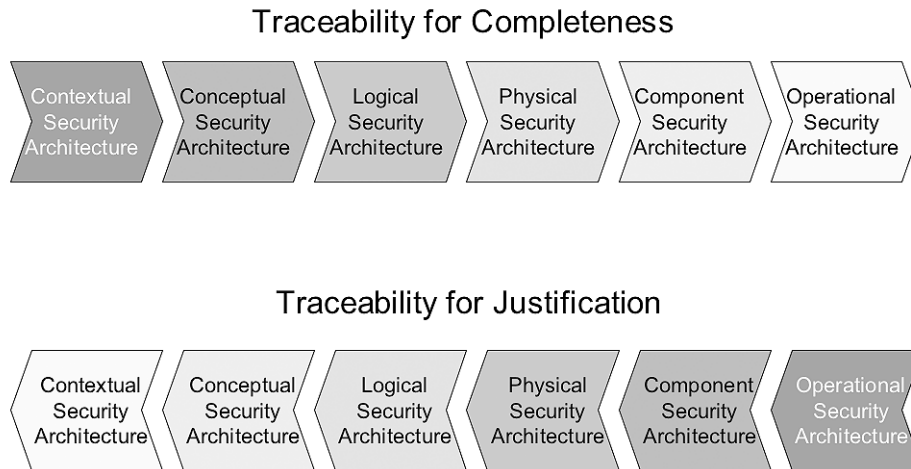 Traceability for Completeness
Contextual
Security
Architecture
Conceptual
Security
Architecture
Logical
Security
Architecture
Physical
Security
Architecture
Component
Security
Architecture
Operational
Security
Architecture
Traceability for Justification
Contextual
Security
Architecture
Conceptual
Security
Architecture
Logical
Security
Architecture
Physical
Security
Architecture
Component
Security
Architecture
Operational
Security
Architecture